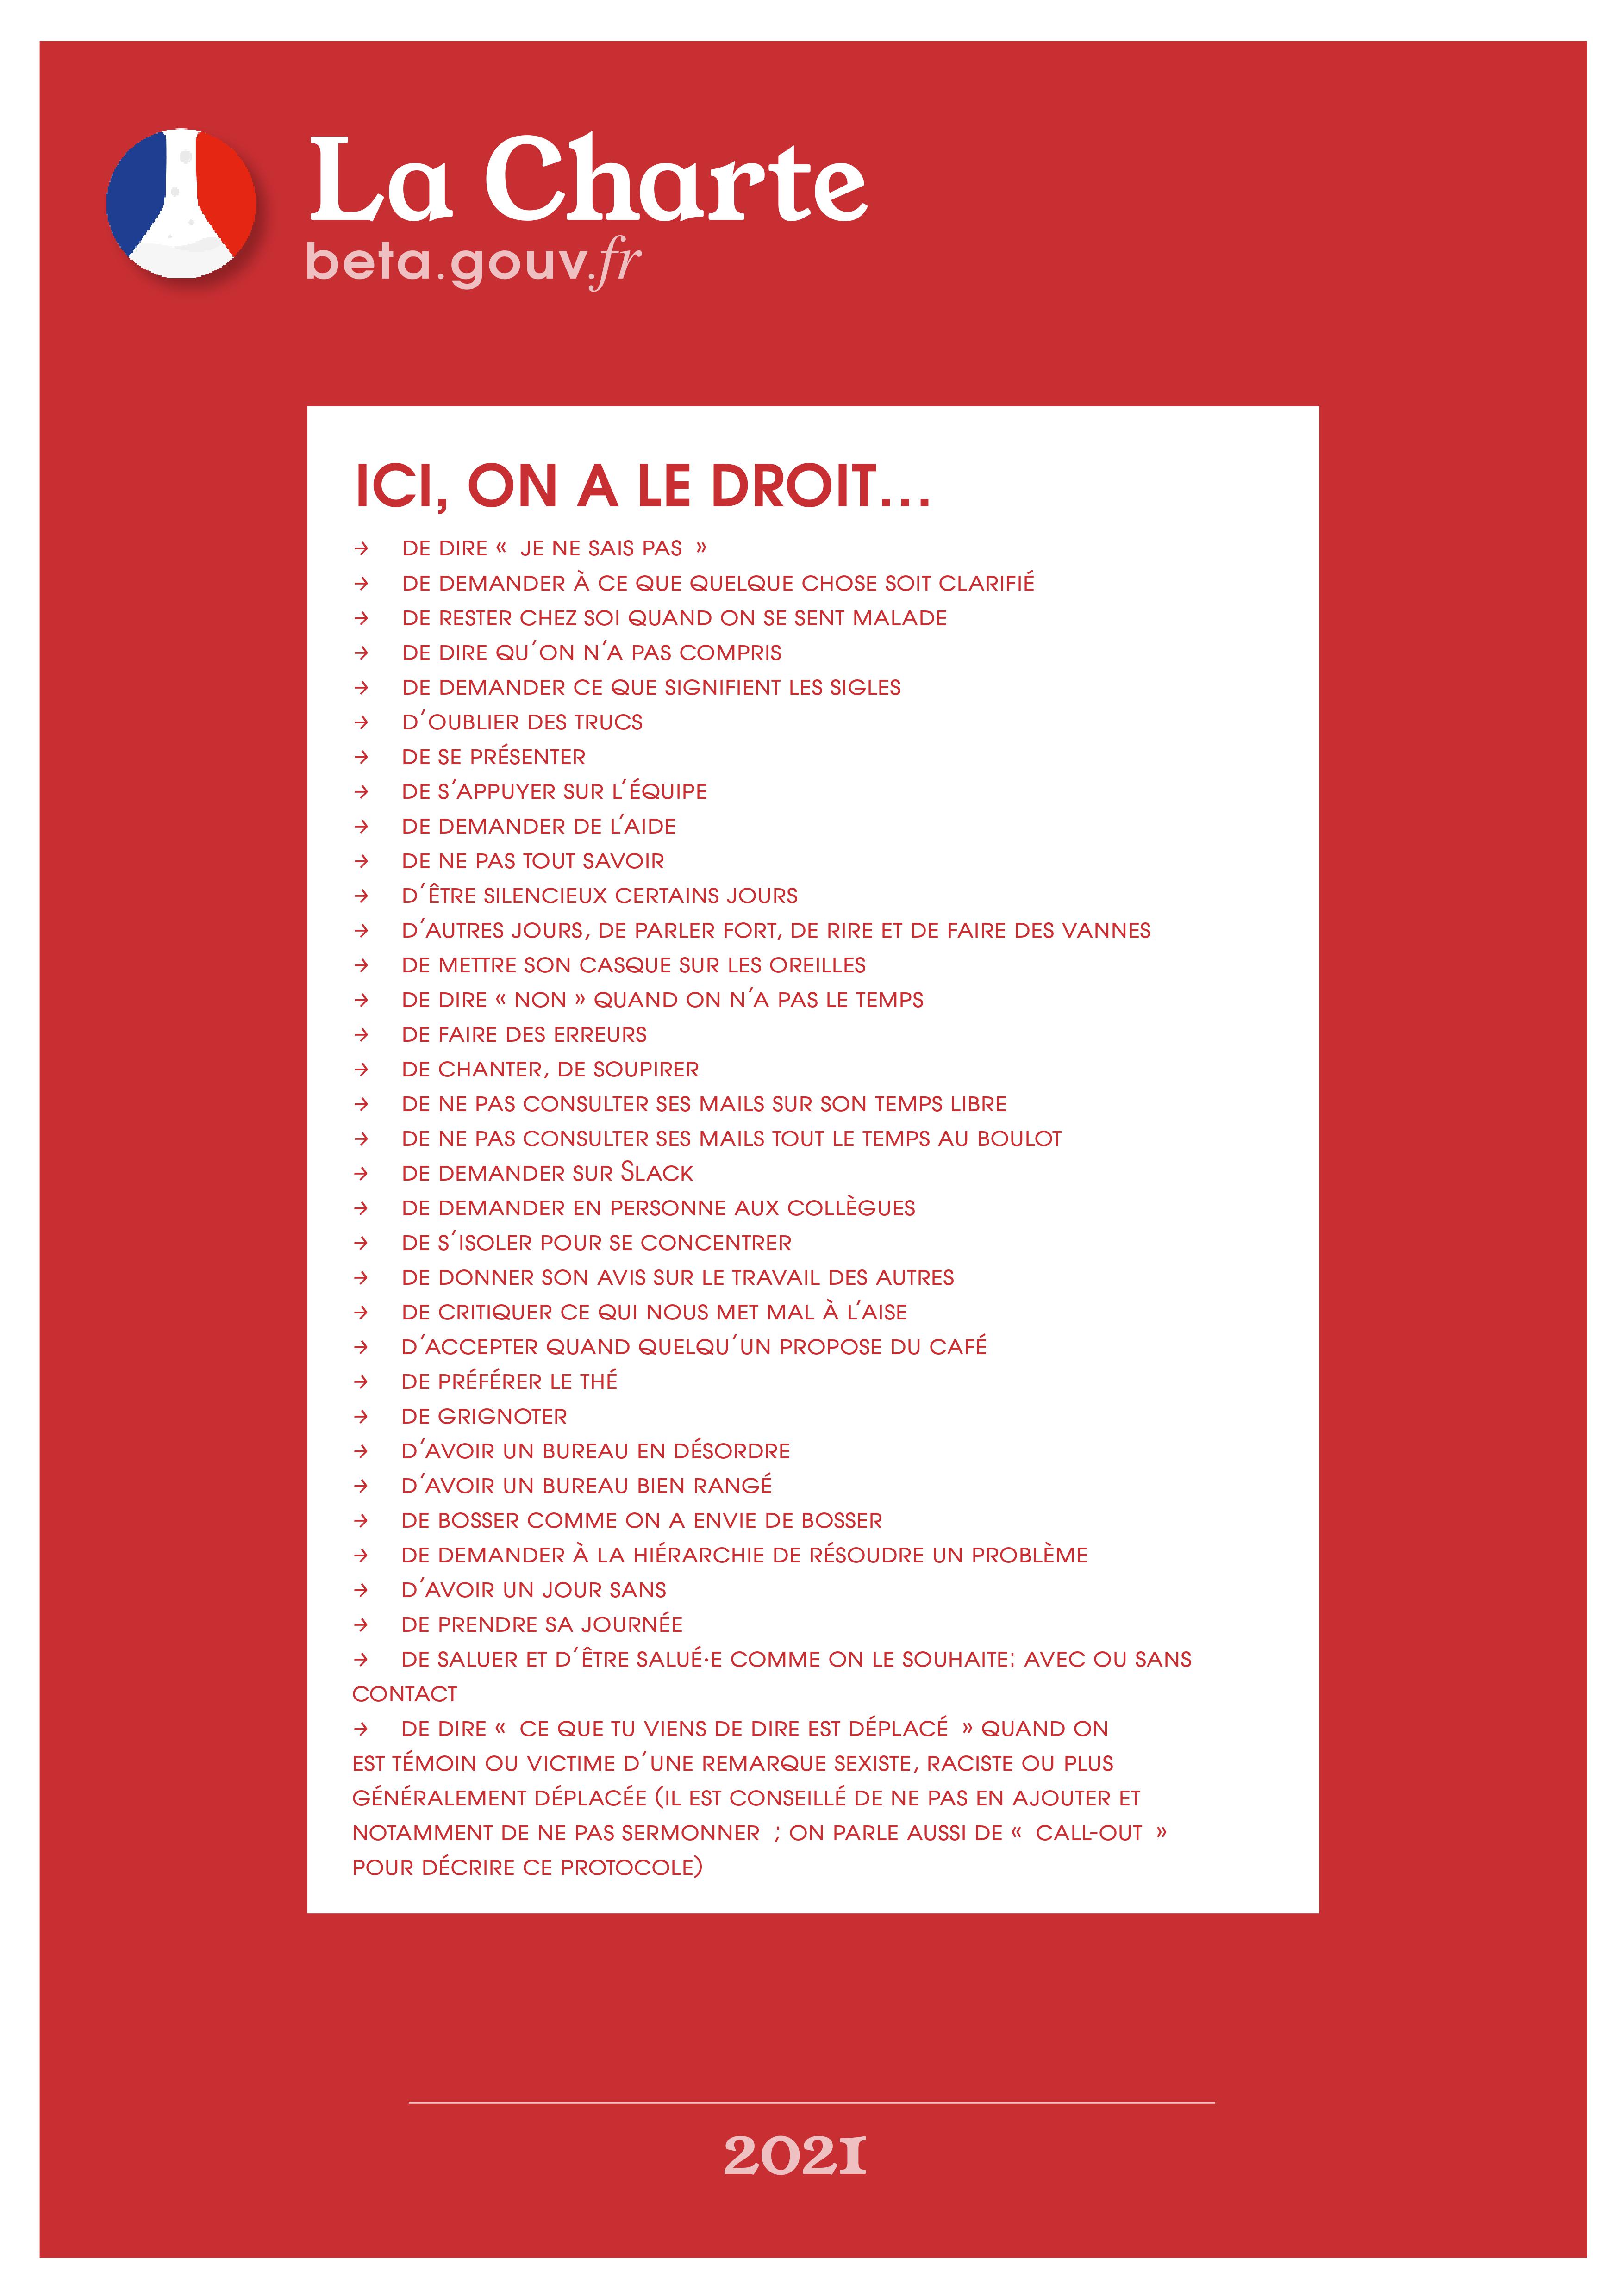 La Charte
beta.gouv.fr
ICI, ON A LE DROIT...
→ DE DIRE « JE NE SAIS PAS »
→ DE DEMANDER À CE QUE QUELQUE CHOSE SOIT CLARIFIÉ
→ DE RESTER CHEZ SOI QUAND ON SE SENT MALADE
→ DE DIRE QU'ON N'A PAS COMPRIS
→ DE DEMANDER CE QUE SIGNIFIENT LES SIGLES
→ D'OUBLIER DES TRUCS
→ DE SE PRÉSENTER
→ DE S'APPUYER SUR L'ÉQUIPE
→ DE DEMANDER DE L'AIDE
→ DE NE PAS TOUT SAVOIR
→ D'ÊTRE SILENCIEUX CERTAINS JOURS
→ D'AUTRES JOURS, DE PARLER FORT, DE RIRE ET DE FAIRE DES VANNES
→ DE METTRE SON CASQUE SUR LES OREILLES
→ DE DIRE « NON » QUAND ON N'A PAS LE TEMPS
→ DE FAIRE DES ERREURS
→ DE CHANTER, DE SOUPIRER
→ DE NE PAS CONSULTER SES MAILS SUR SON TEMPS LIBRE
→ DE NE PAS CONSULTER SES MAILS TOUT LE TEMPS AU BOULOT
→ DE DEMANDER SUR SLACK
→ DE DEMANDER EN PERSONNE AUX COLLÈGUES
→ DE S'ISOLER POUR SE CONCENTRER
→ DE DONNER SON AVIS SUR LE TRAVAIL DES AUTRES
→ DE CRITIQUER CE QUI NOUS MET MAL À L'AISE
→ D'ACCEPTER QUAND QUELQU'UN PROPOSE DU CAFÉ
→ DE PRÉFÉRER LE THÉ
→ DE GRIGNOTER
→ D'AVOIR UN BUREAU EN DÉSORDRE
→ D'AVOIR UN BUREAU BIEN RANGÉ
→ DE BOSSER COMME ON A ENVIE DE BOSSER
→ DE DEMANDER À LA HIÉRARCHIE DE RÉSOUDRE UN PROBLÈME
→ D'AVOIR UN JOUR SANS
→ DE PRENDRE SA JOURNÉE
→ DE SALUER ET D'ÊTRE SALUÉ·E COMME ON LE SOUHAITE: AVEC OU SANS
CONTACT
→ DE DIRE « CE QUE TU VIENS DE DIRE EST DÉPLACÉ » QUAND ON
EST TÉMOIN OU VICTIME D'UNE REMARQUE SEXISTE, RACISTE OU PLUS
GÉNÉRALEMENT DÉPLACÉE (IL EST CONSEILLÉ DE NE PAS EN AJOUTER ET
NOTAMMENT DE NE PAS SERMONNER ; ON PARLE AUSSI DE « CALL-OUT »
POUR DÉCRIRE CE PROTOCOLE)
2021